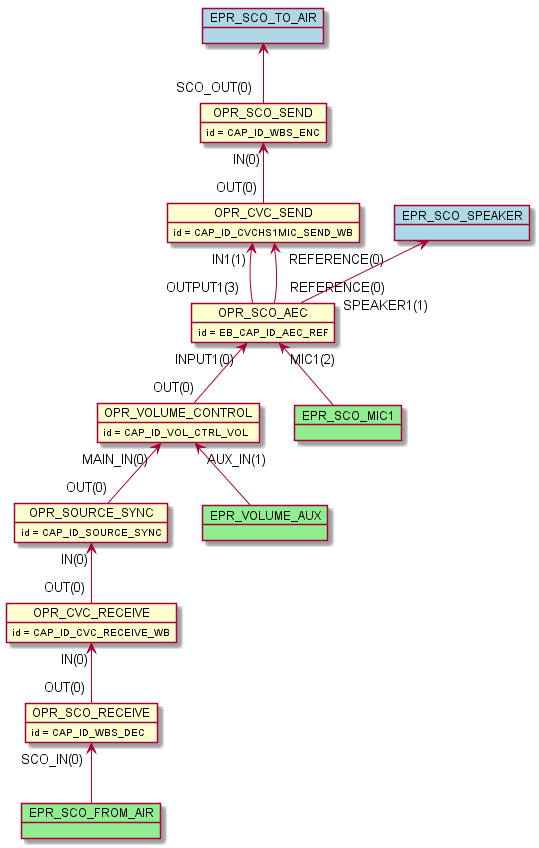 EPR_SCO_TO_AIR
SCO_OUT(0)
OPR_SCO_SEND
id = CAP_ID_WBS_ENC
IN(0)
OUT(0)
OPR_CVC_SEND
id = CAP_ID_CVCHS1MIC_SEND_WB
EPR_SCO_SPEAKER
IN1(1)
REFERENCE(0)
OUTPUT1(3)
REFERENCE(0)
SPEAKER1(1)
OPR_SCO_AEC
id = EB_CAP_ID_AEC_REF
INPUT1(0)
MIC1(2)
OUT(0)
OPR_VOLUME_CONTROL
id = CAP_ID_VOL_CTRL_VOL
EPR_SCO_MIC1
MAIN_IN(0)
AUX_IN(1)
OUT(0)
OPR_SOURCE_SYNC
id = CAP_ID_SOURCE_SYNC
EPR_VOLUME_AUX
IN(0)
OUT(0)
OPR_CVC_RECEIVE
id = CAP_ID_CVC_RECEIVE_WB
IN(0)
OUT(0)
OPR_SCO_RECEIVE
id = CAP_ID_WBS_DEC
SCO_IN(0)
EPR_SCO_FROM_AIR